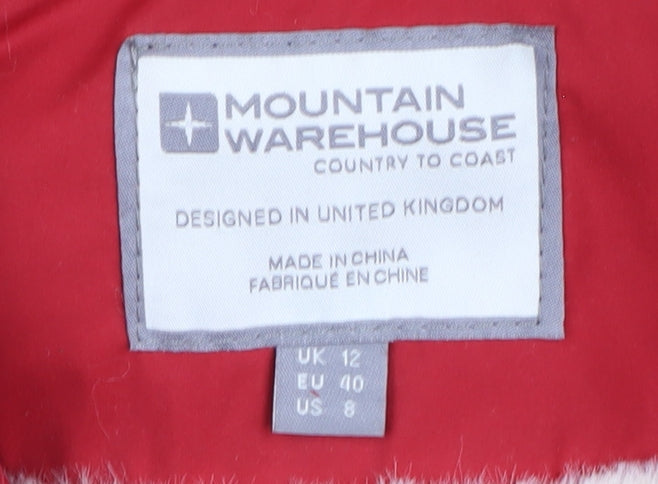 MOUNTAIN
WAREHOUSE
COUNTRY TO COAST
DESIGNED IN UNITED KINGDOM
MADE IN CHINA
FABRIQUÉ EN CHINE
UK 12
EU 40
US 8